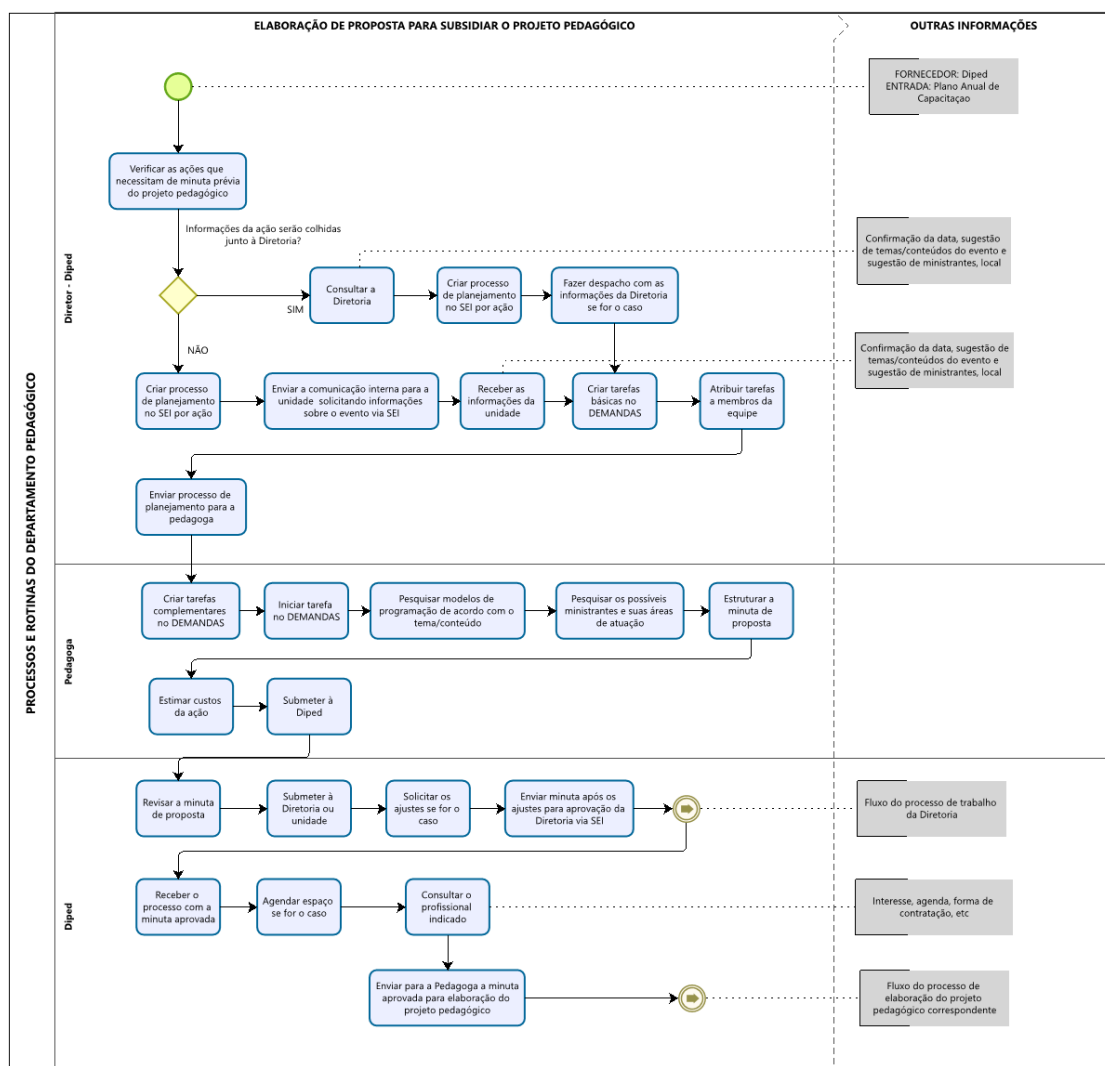 ELABORAÇÃO DE PROPOSTA PARA SUBSIDIAR O PROJETO PEDAGÓGICO
OUTRAS INFORMAÇÕES
PROCESSOS E ROTINAS DO DEPARTAMENTO PEDAGÓGICO
Diretor - Diped
FORNECEDOR: Diped
ENTRADA: Plano Anual de
Capacitaçao
Verificar as ações que
necessitam de minuta prévia
do projeto pedagógico
Informações da ação serão colhidas
junto à Diretoria?
SIM
NÃO
Consultar a
Diretoria
Criar processo
de planejamento
no SEI por ação
Fazer despacho com as
informações da Diretoria
se for o caso
Confirmação da data, sugestão
de temas/conteúdos do evento e
sugestão de ministrantes, local
Criar processo
de planejamento
no SEI por ação
Enviar a comunicação interna para a
unidade solicitando informações
sobre o evento via SEI
Receber as
informações da
unidade
Criar tarefas
básicas no
DEMANDAS
Atribuir tarefas
a membros da
equipe
Confirmação da data, sugestão de
temas/conteúdos do evento e
sugestão de ministrantes, local
Enviar processo de
planejamento para a
pedagoga
Pedagoga
Criar tarefas
complementares
no DEMANDAS
Iniciar tarefa
no DEMANDAS
Pesquisar modelos de
programação de acordo com o
tema/conteúdo
Pesquisar os possíveis
ministrantes e suas áreas
de atuação
Estruturar a
minuta de
proposta
Estimar custos
da ação
Submeter à
Diped
Diped
Revisar a minuta
de proposta
Submeter à
Diretoria ou
unidade
Solicitar os
ajustes se for o
caso
Enviar minuta após os
ajustes para aprovação da
Diretoria via SEI
Fluxo do processo de trabalho
da Diretoria
Receber o
processo com a
minuta aprovada
Agendar espaço
se for o caso
Consultar o
profissional
indicado
Interesse, agenda, forma de
contratação, etc
Enviar para a Pedagoga a minuta
aprovada para elaboração do
projeto pedagógico
Fluxo do processo de
elaboração do projeto
pedagógico correspondente